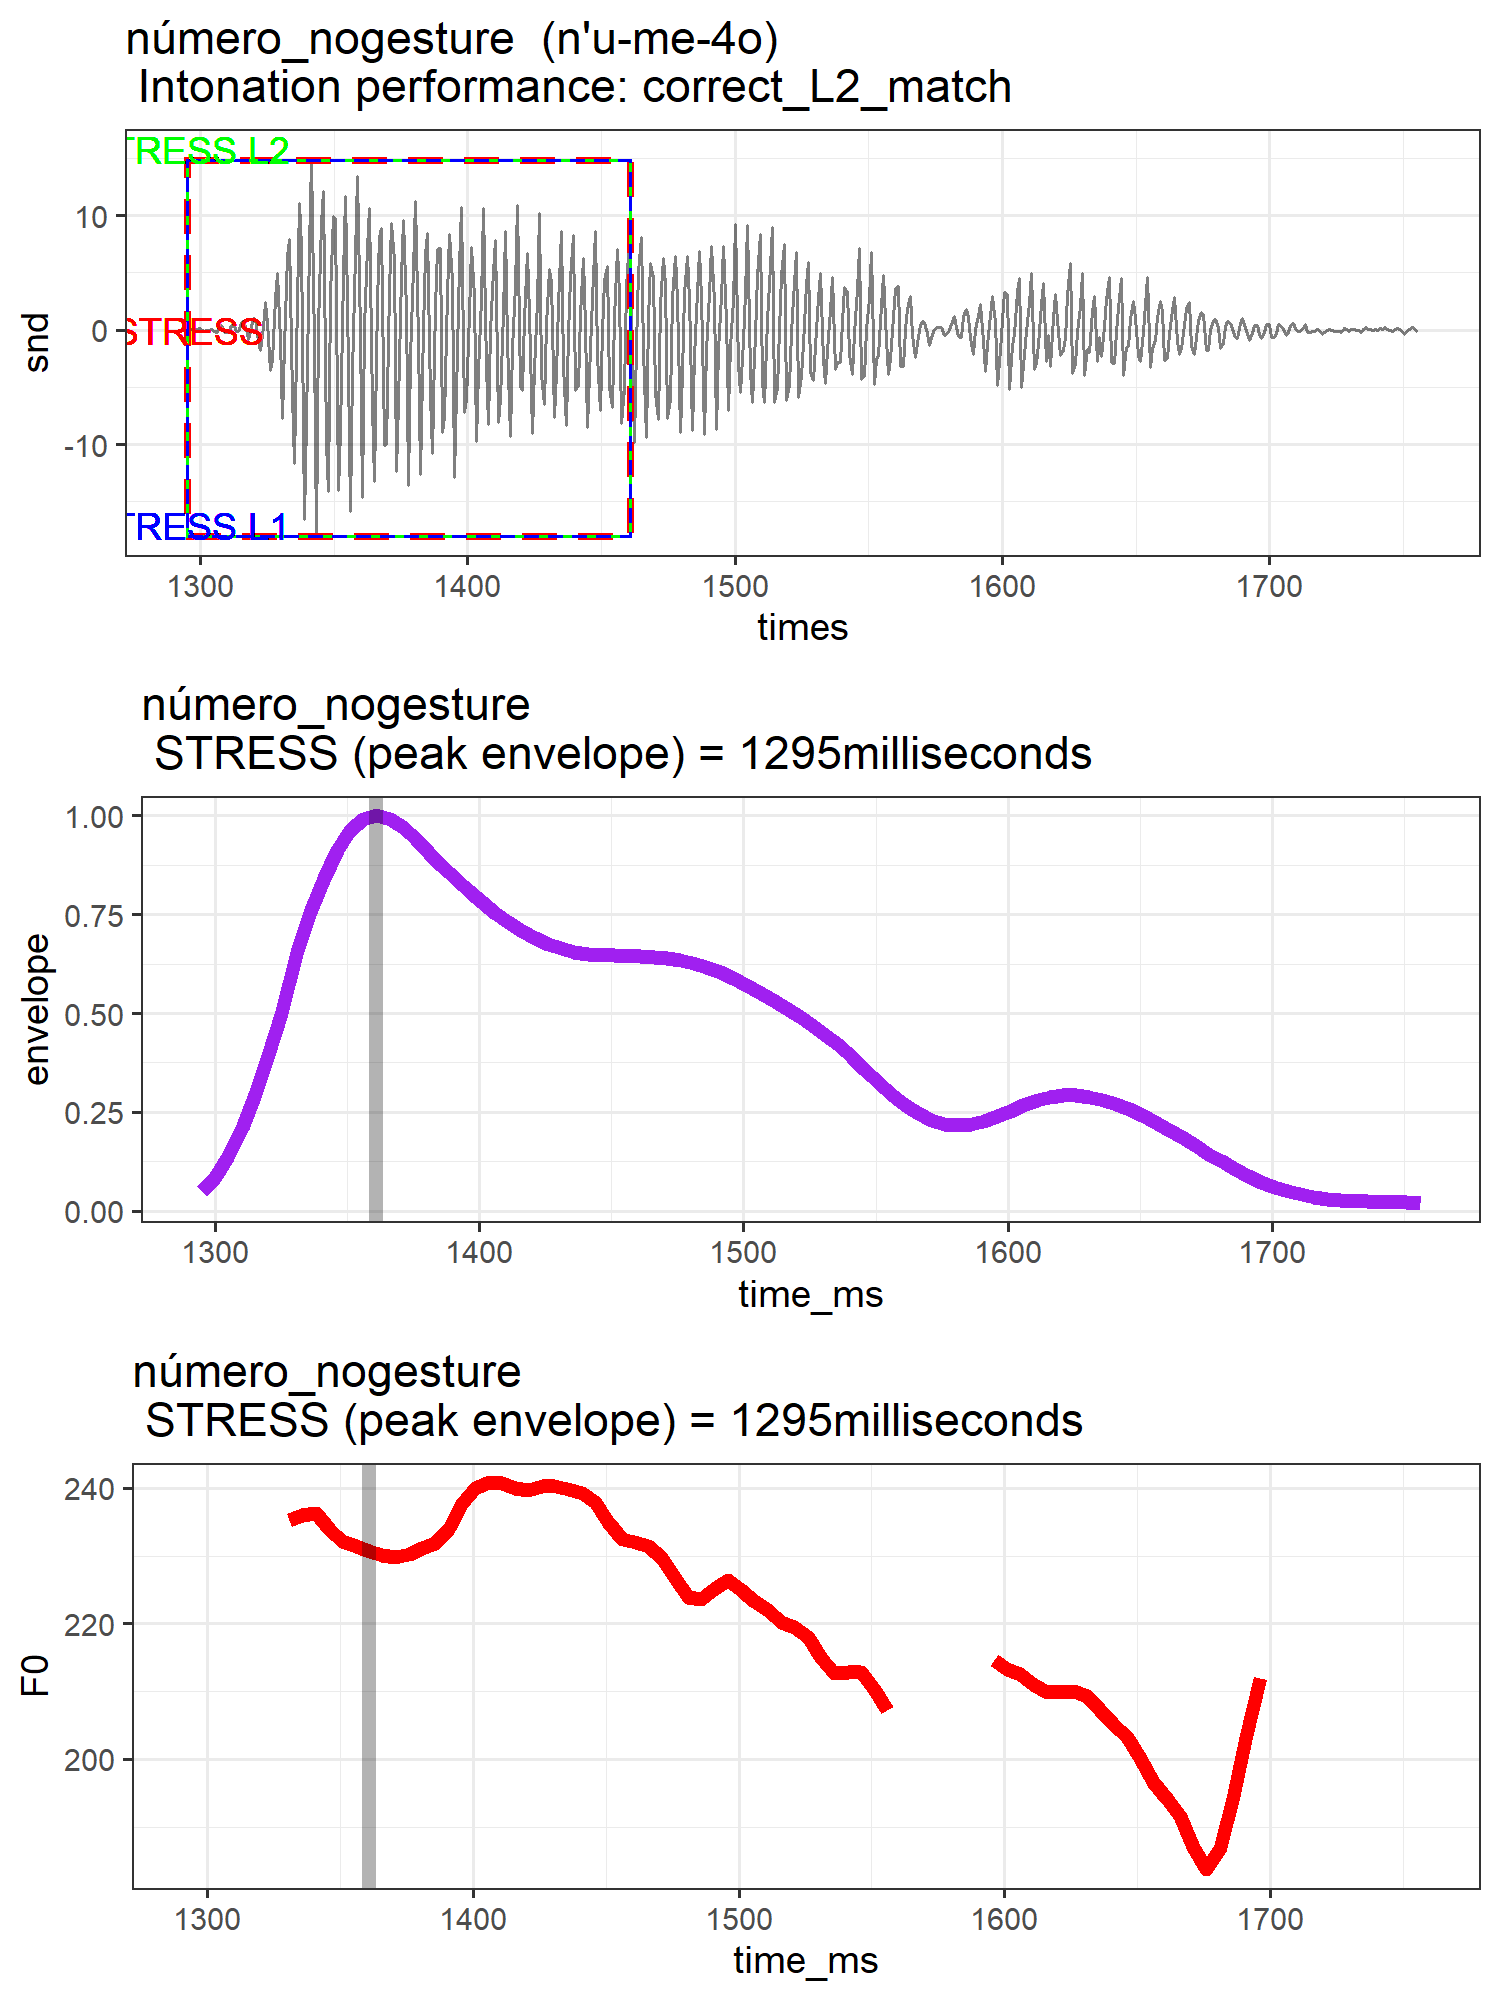 número_nogesture  (n'u-me-4o)
Intonation performance: correct_L2_match
TRESS L2
10
STRESS
0
-10
TRESS L1
snd
1300 1400 1500 1600 1700
times
número_nogesture
STRESS (peak envelope) = 1295milliseconds
1.00
0.75
0.50
0.25
0.00
envelope
1300 1400 1500 1600 1700
time_ms
número_nogesture
STRESS (peak envelope) = 1295milliseconds
240
220
200
F0
1300 1400 1500 1600 1700
time_ms